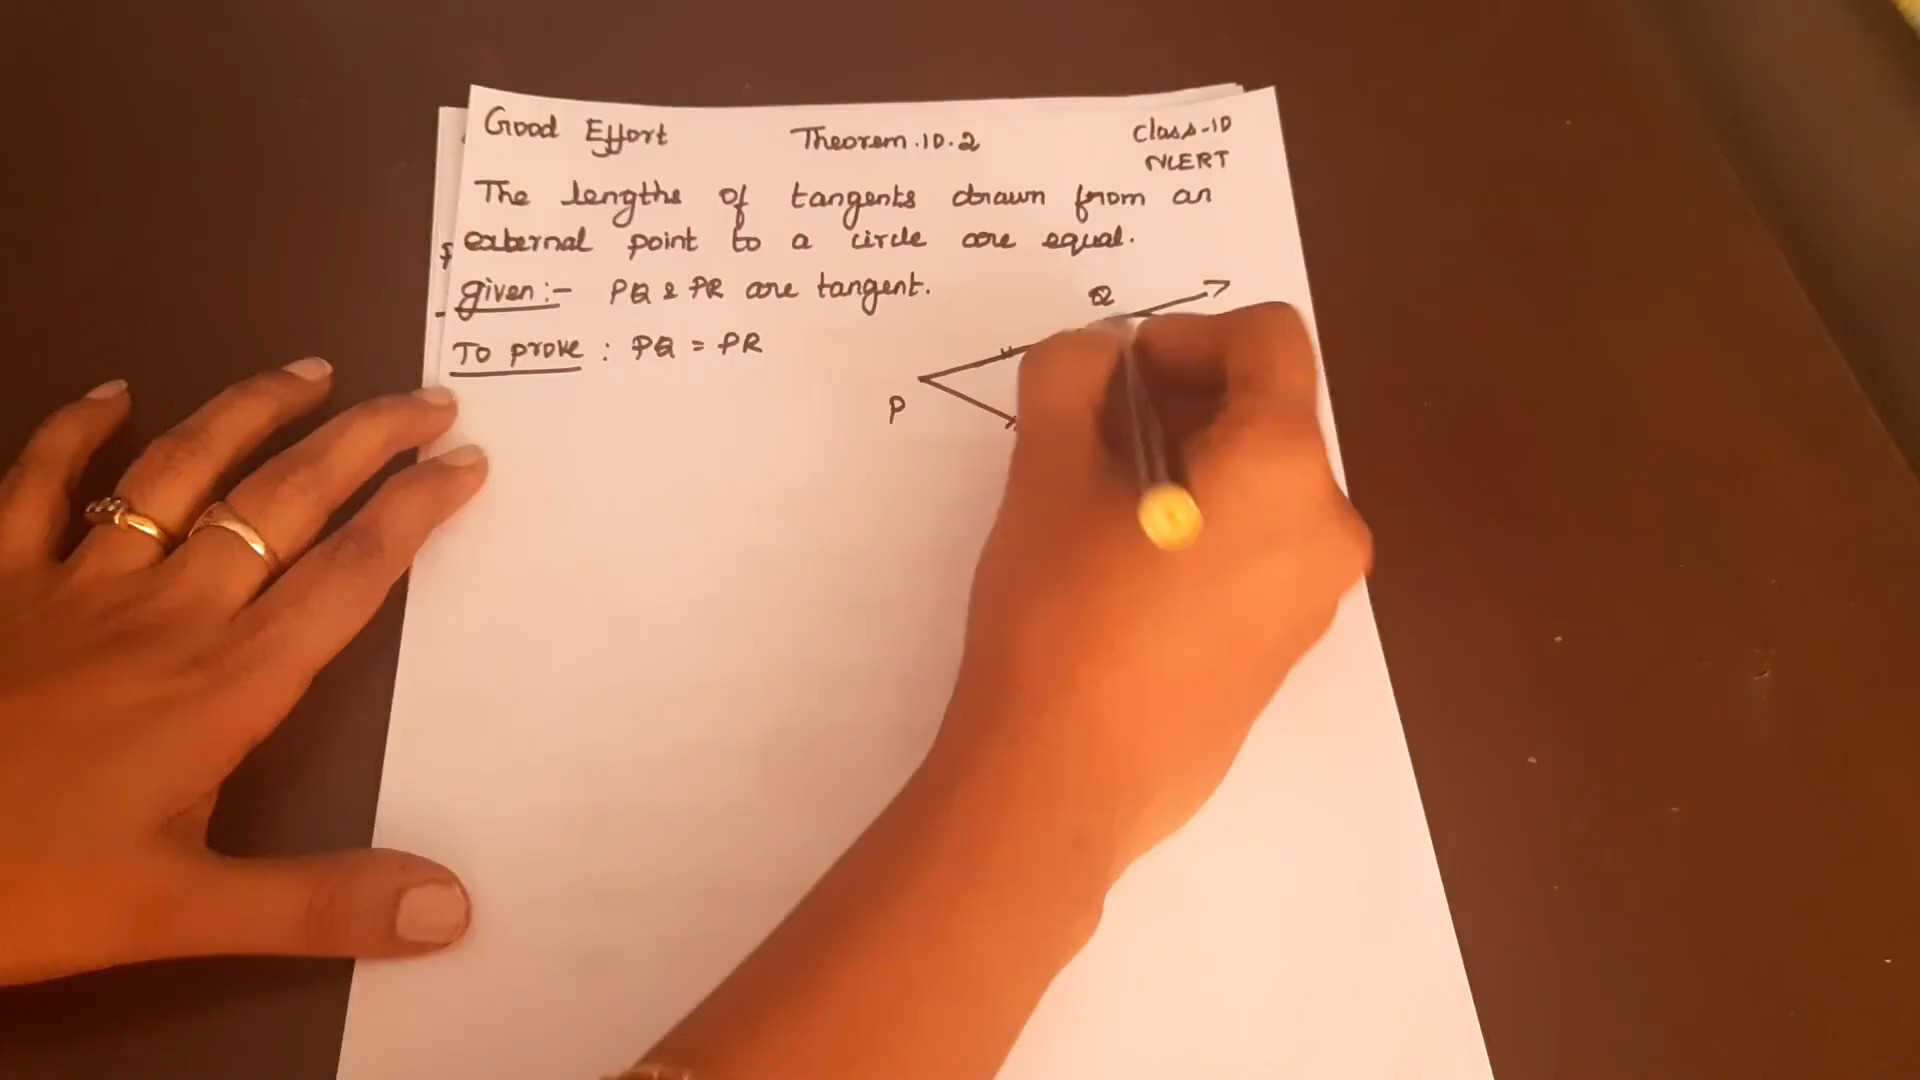 Good Effort Theorem.10.2 Class-10
NCERT
The lengths of tangents drawn from an
external point to a circle are equal.
given:- PQ & PR are tangent.
To prove : PQ = PR
Q
P